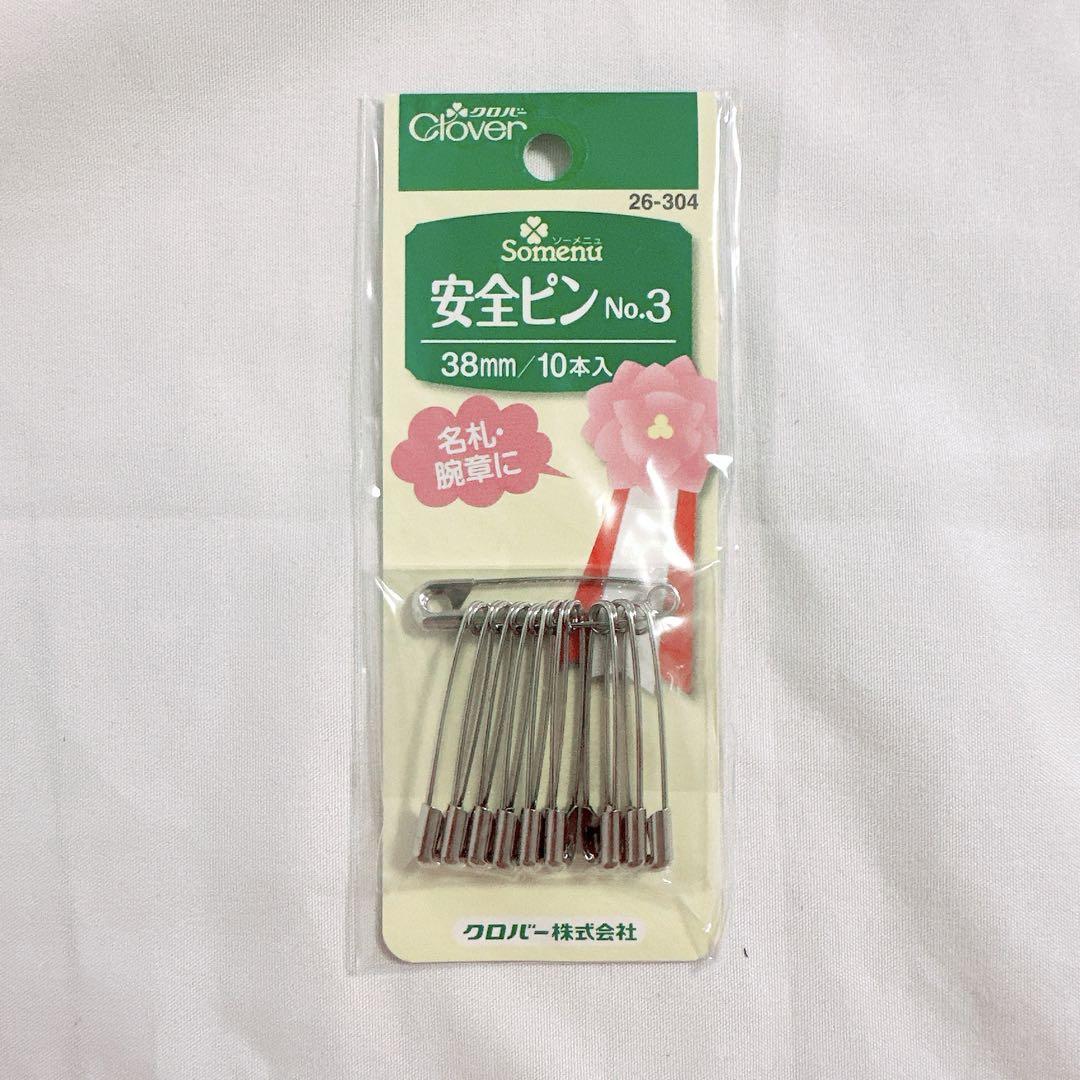 クロバー
Clover
26-304
ソーメニュ
Somenu
安全ピン No.3
38mm/10本入
名札・
腕章に
クロバー株式会社